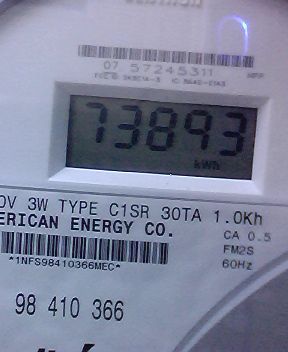 07 57245311
73893
kWh
0V 3W TYPE C1SR 30TA 1.0Kh
ERICAN ENERGY CO.
CA 0.5
FM2S
*1NFS98410366MEC*
60Hz
98 410 366